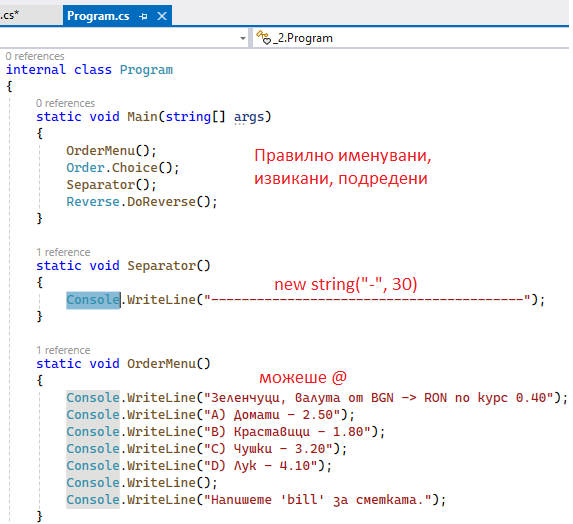 .cs*
Program.cs
_2.Program
0 references
internal class Program
{
0 references
static void Main(string[] args)
{
OrderMenu();
Order.Choice();
Separator();
Reverse.DoReverse();
}
Правилно именувани,
извикани, подредени
1 reference
static void Separator()
{
new string("-", 30)
Console.WriteLine("-----------------------------------------");
}
1 reference
static void OrderMenu()
{
можеше @
Console.WriteLine("Зеленчуци, валута от BGN -> RON по курс 0.40");
Console.WriteLine("A) Домати - 2.50");
Console.WriteLine("B) Краставици - 1.80");
Console.WriteLine("C) Чушки - 3.20");
Console.WriteLine("D) Лук - 4.10");
Console.WriteLine();
Console.WriteLine("Напишете 'bill' за сметката.");
}